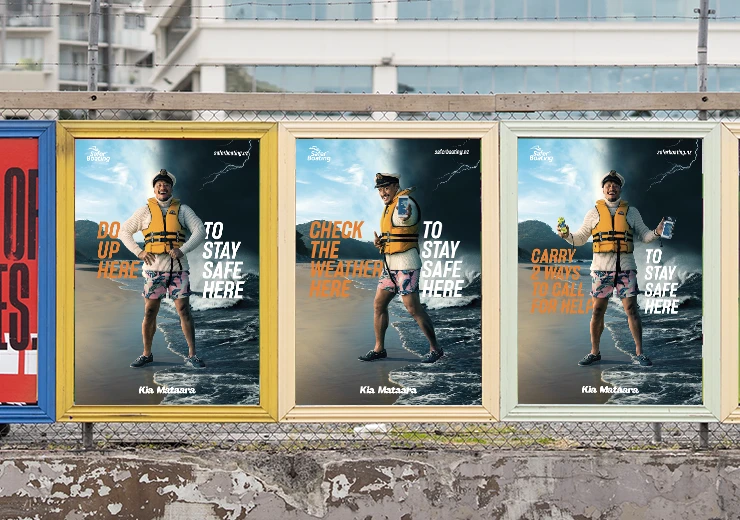 OF
ES.
Safer
Boating
saferboating.nz
DO
UP
HERE
TO
STAY
SAFE
HERE
Kia Mataara
Safer
Boating
saferboating.nz
CHECK
THE
WEATHER
HERE
TO
STAY
SAFE
HERE
Kia Mataara
Safer
Boating
saferboating.nz
CARRY
2 WAYS
TO CALL
FOR HELP
TO
STAY
SAFE
HERE
Kia Mataara